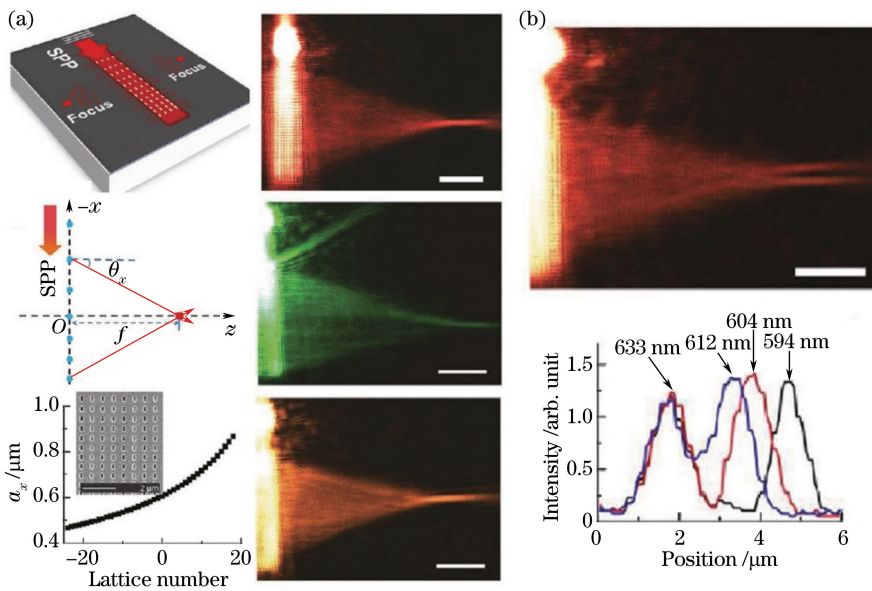 (a)
SPP
Focus
Focus
−x
SPP
θx
O
f
z
1.0
0.8
0.6
0.4
ax /μm
2 μm
−20
0
20
Lattice number
(b)
633 nm
612 nm
604 nm
594 nm
1.5
1.0
0.5
0
Intensity /arb. unit
0
2
4
6
Position /μm